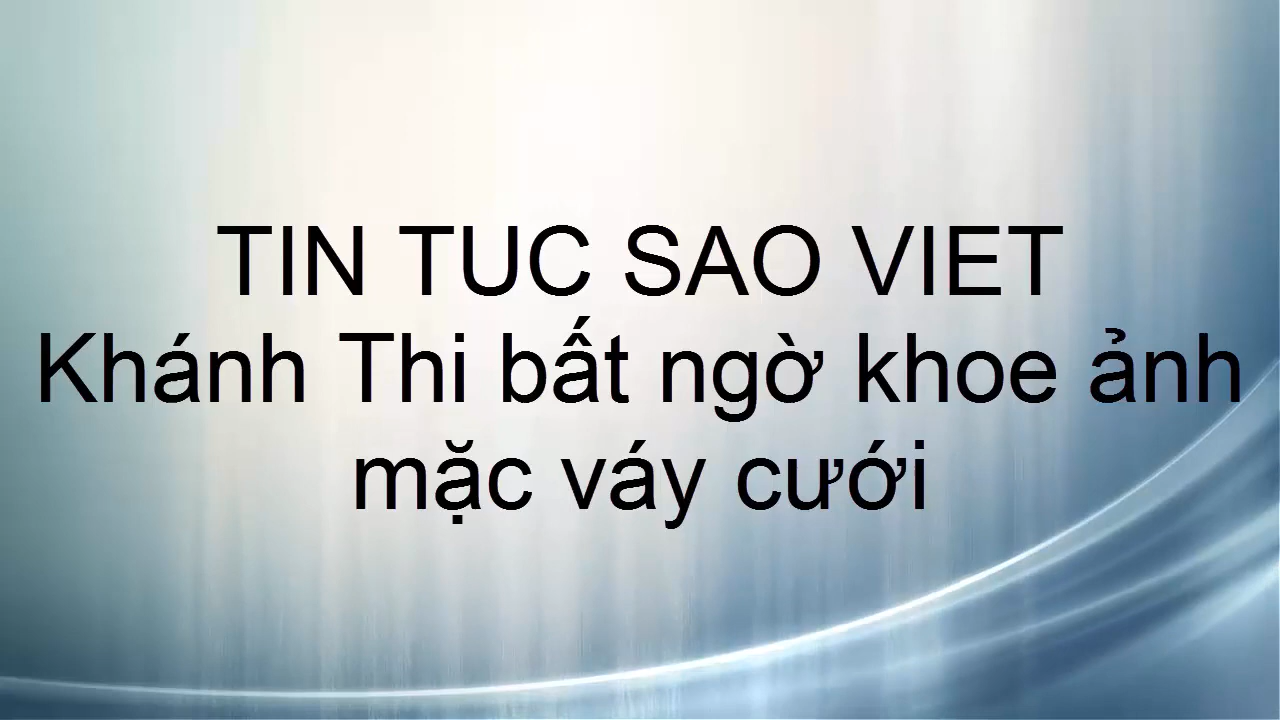 TIN TUC SAO VIET
Khánh Thi bất ngờ khoe ảnh
mặc váy cưới